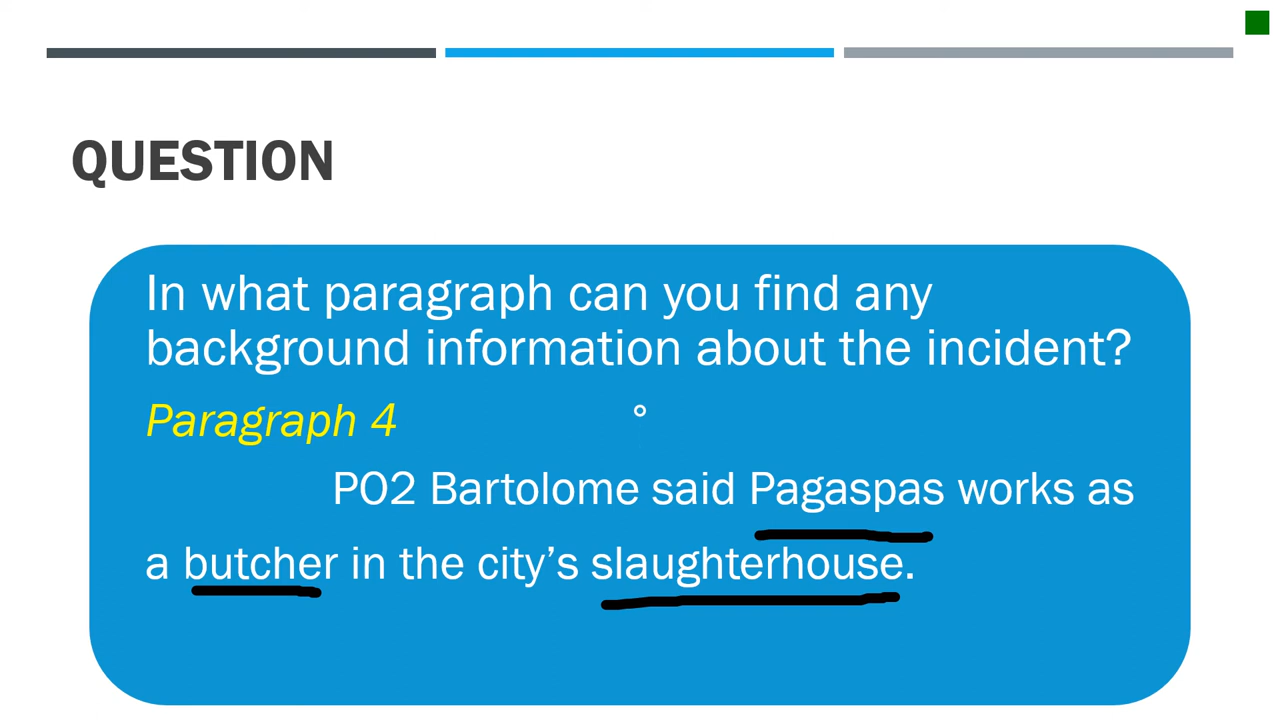 QUESTION
In what paragraph can you find any
background information about the incident?
Paragraph 4
PO2 Bartolome said Pagaspas works as
a butcher in the city’s slaughterhouse.